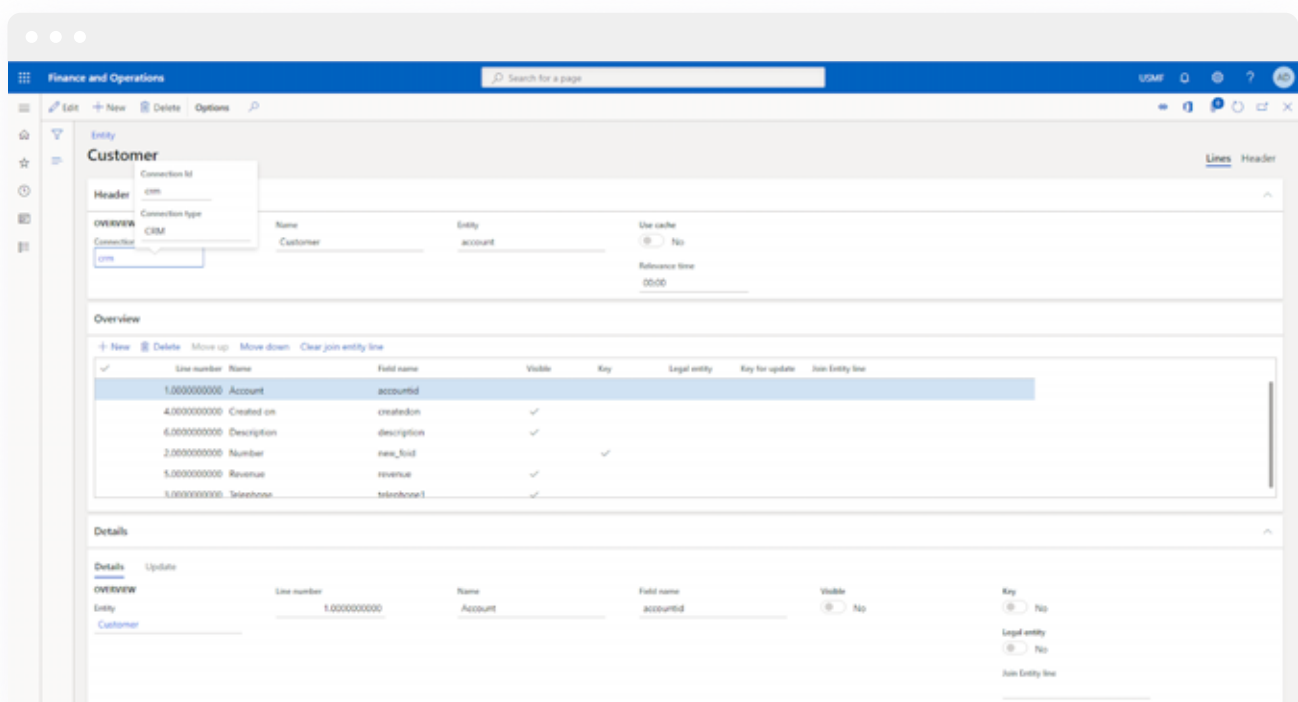 Finance and Operations Search for a page USMF ? AD
Edit New Delete Options
Entity
Customer
Lines Header
Connection Id
crm
Connection type
CRM
Header
OVERVIEW Name Entity Use cache
Connection Customer account No
crm Relevance time
00:00
Overview
New Delete Move up Move down Clear join entity line
Line number Name Field name Visible Key Legal entity Key for update Join Entity line
1.0000000000 Account accountid
4.0000000000 Created on createdon
6.0000000000 Description description
2.0000000000 Number new_foid
5.0000000000 Revenue revenue
3.0000000000 Telephone telephone1
Details
Details Update
OVERVIEW Line number Name Field name Visible Key
Entity 1.0000000000 Account accountid No No
Customer
Legal entity
No
Join Entity line